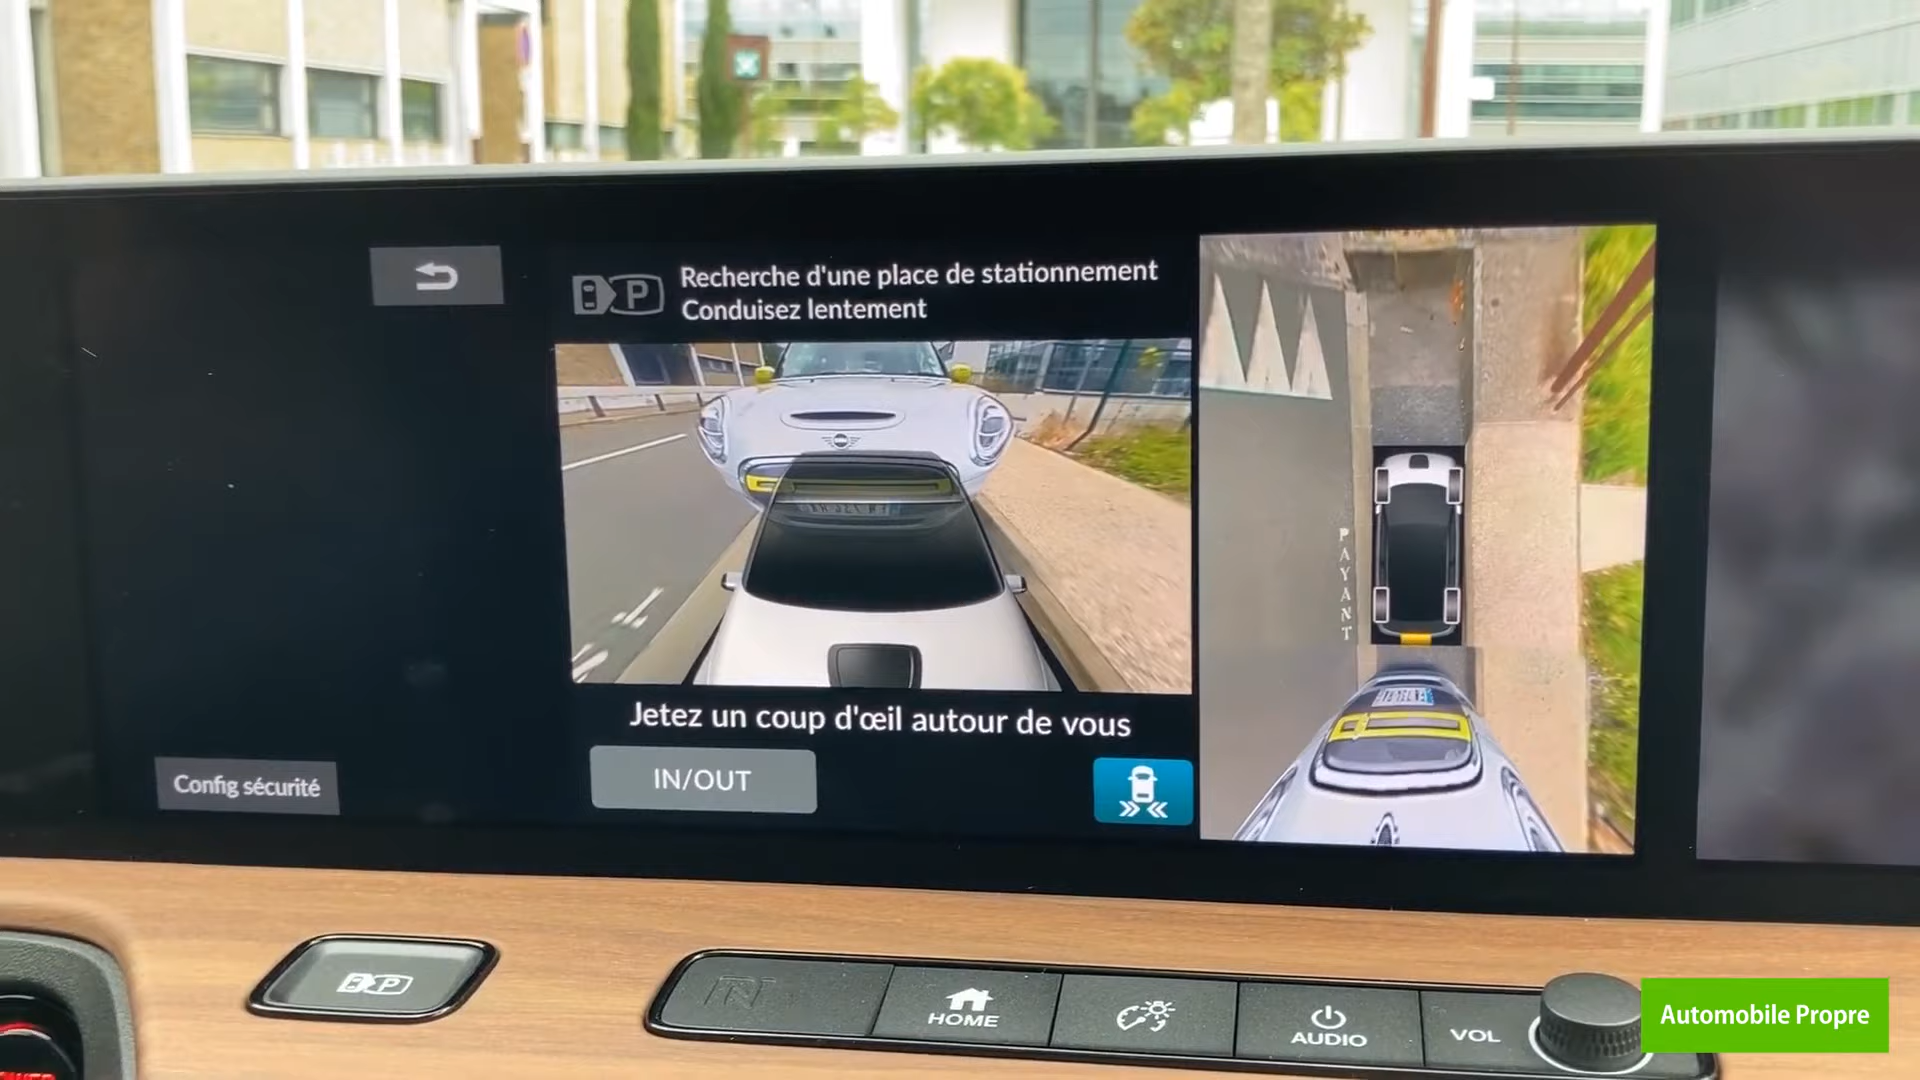 Recherche d'une place de stationnement
Conduisez lentement
P
PAYANT
Jetez un coup d'œil autour de vous
Config sécurité
IN/OUT
P
N
HOME
AUDIO
VOL
Automobile Propre